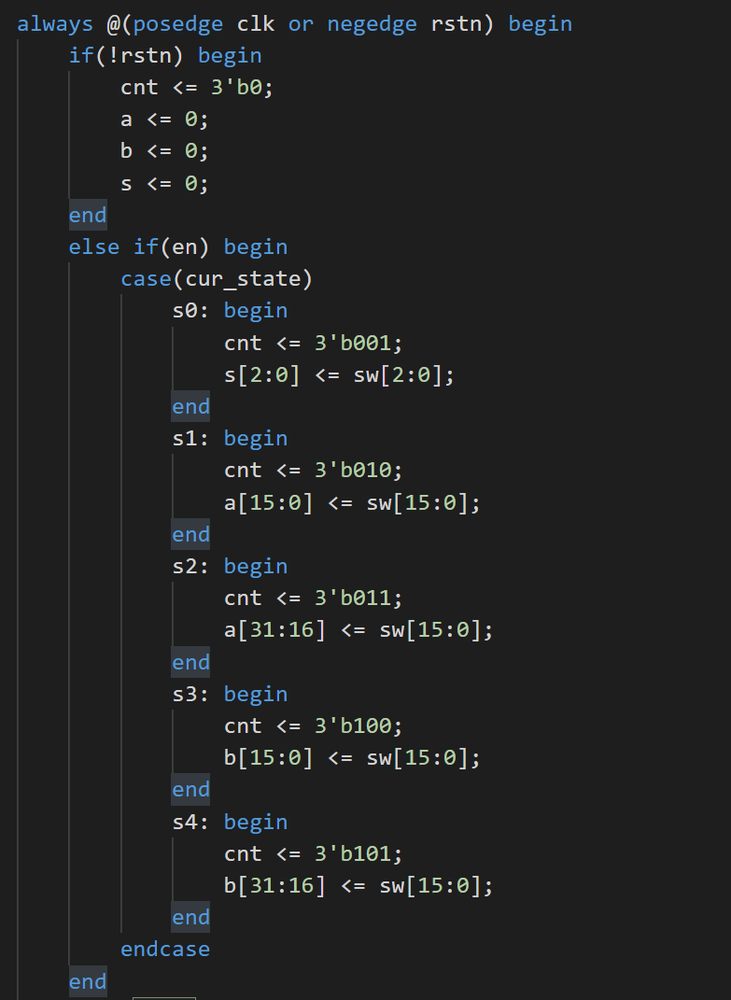 always @(posedge clk or negedge rstn) begin
    if(!rstn) begin
        cnt <= 3'b0;
        a <= 0;
        b <= 0;
        s <= 0;
    end
    else if(en) begin
        case(cur_state)
            s0: begin
                cnt <= 3'b001;
                s[2:0] <= sw[2:0];
            end
            s1: begin
                cnt <= 3'b010;
                a[15:0] <= sw[15:0];
            end
            s2: begin
                cnt <= 3'b011;
                a[31:16] <= sw[15:0];
            end
            s3: begin
                cnt <= 3'b100;
                b[15:0] <= sw[15:0];
            end
            s4: begin
                cnt <= 3'b101;
                b[31:16] <= sw[15:0];
            end
        endcase
    end